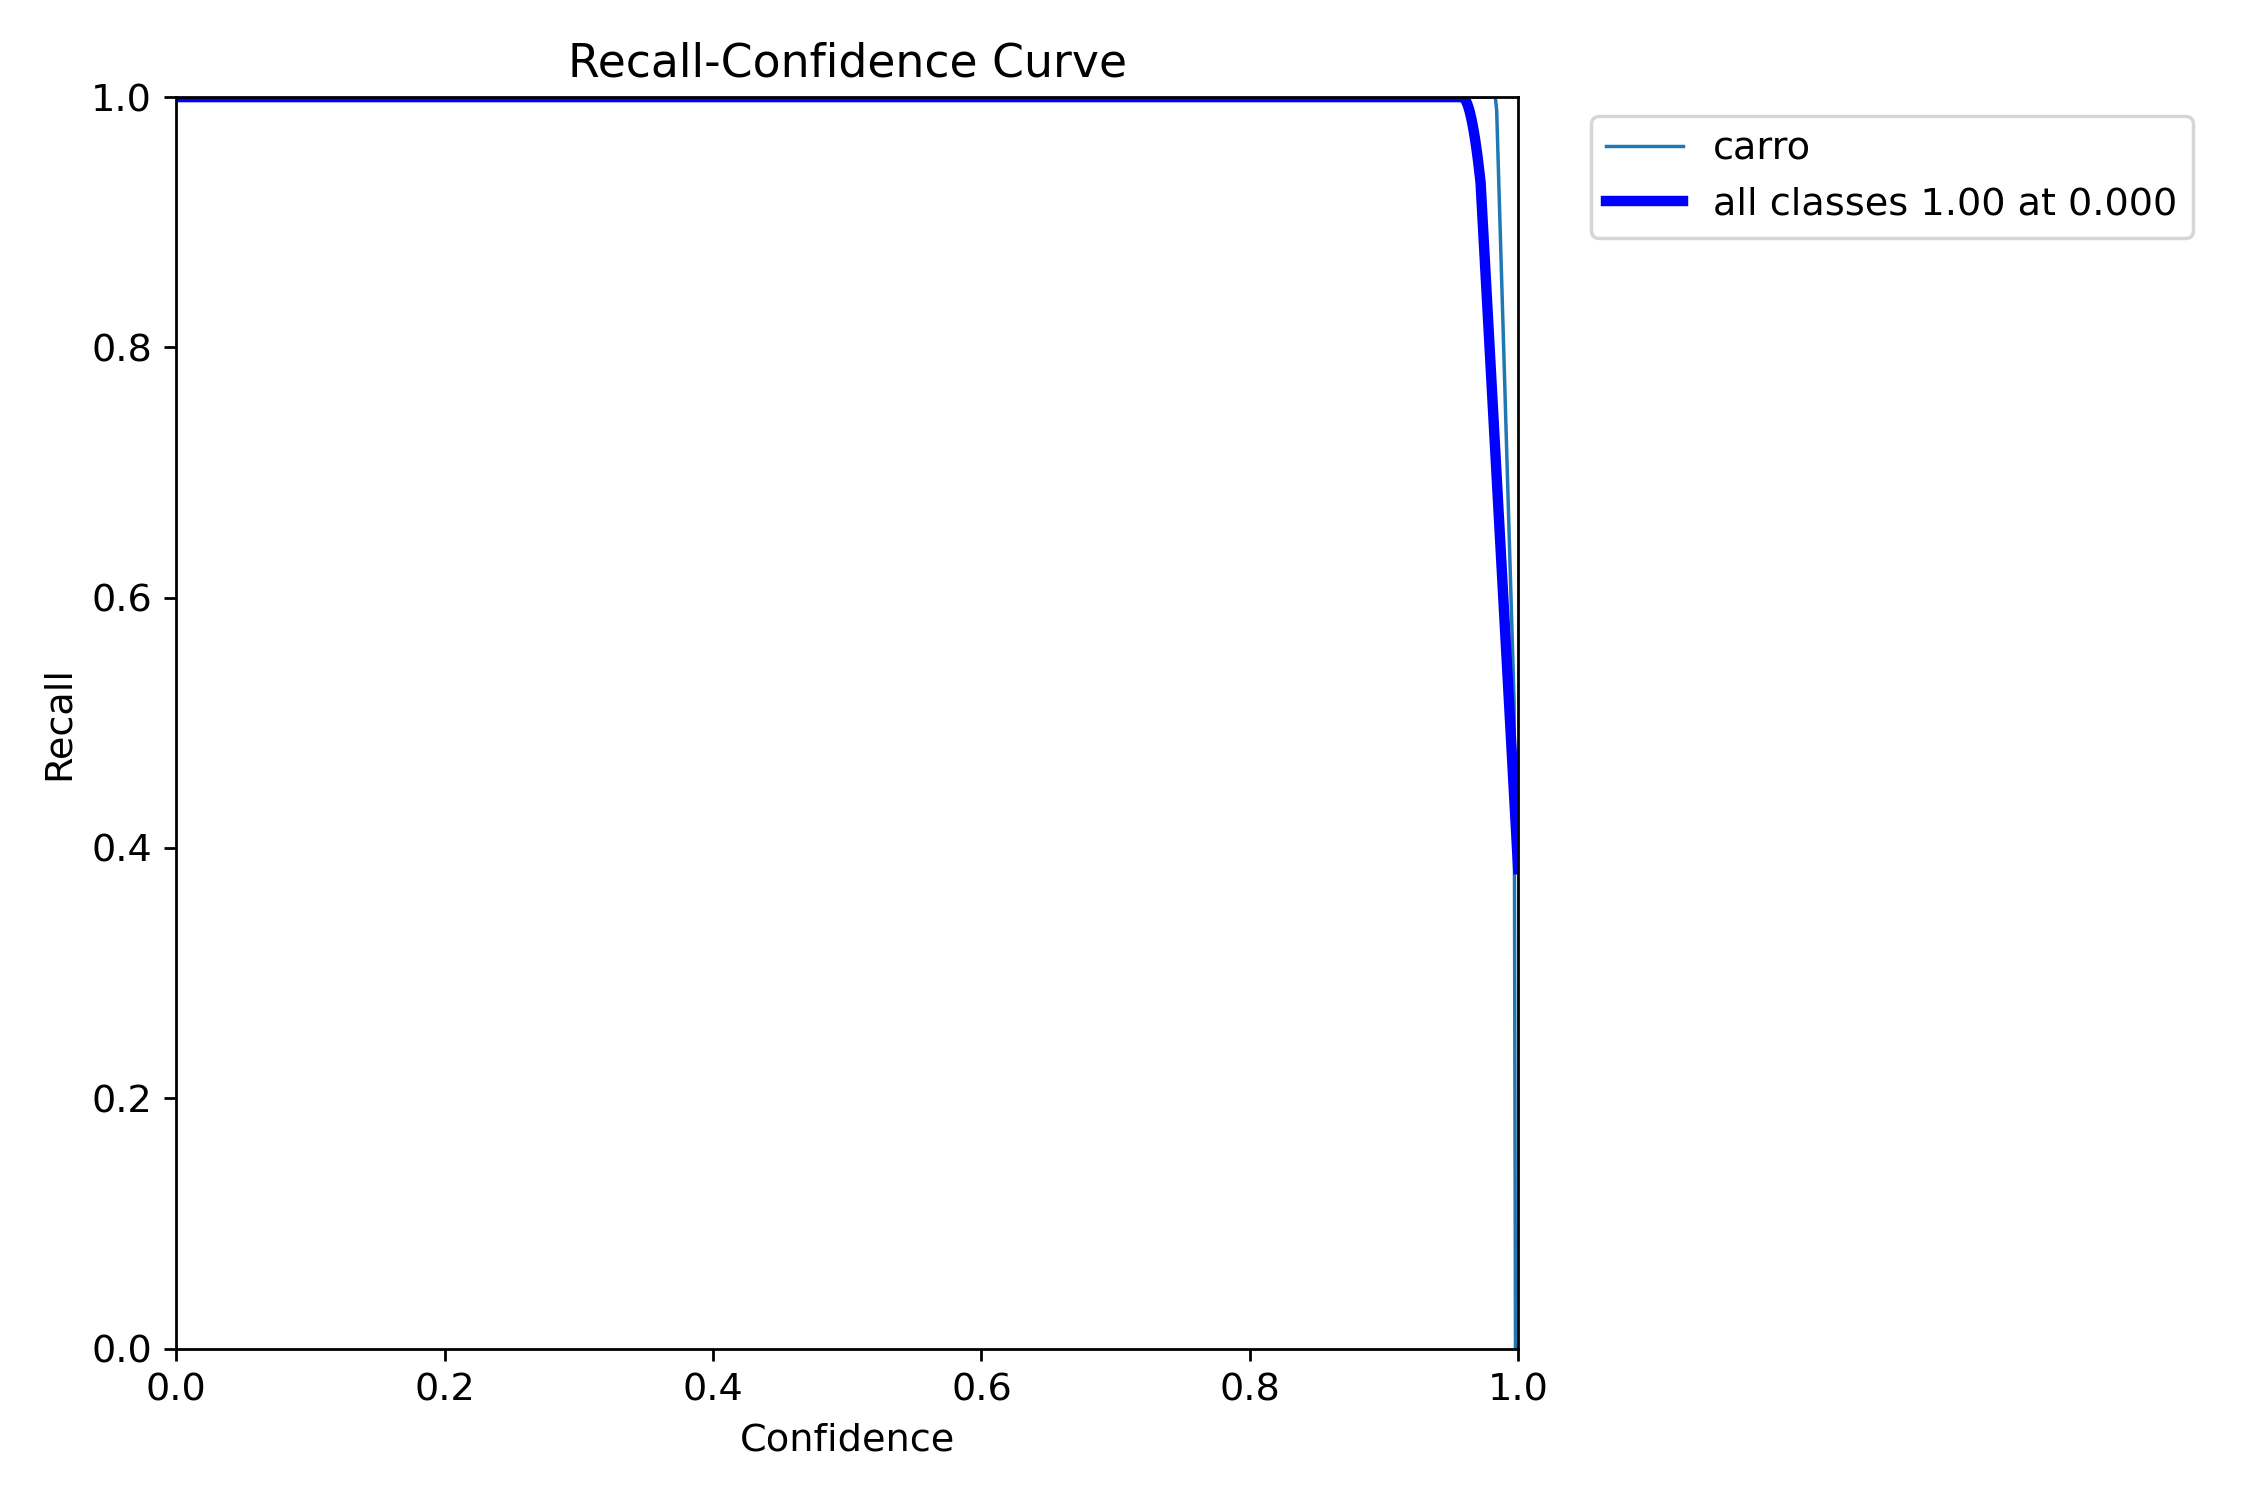 Recall-Confidence Curve
1.0
0.8
0.6
0.4
0.2
0.0
Recall
0.0 0.2 0.4 0.6 0.8 1.0
Confidence
carro
all classes 1.00 at 0.000